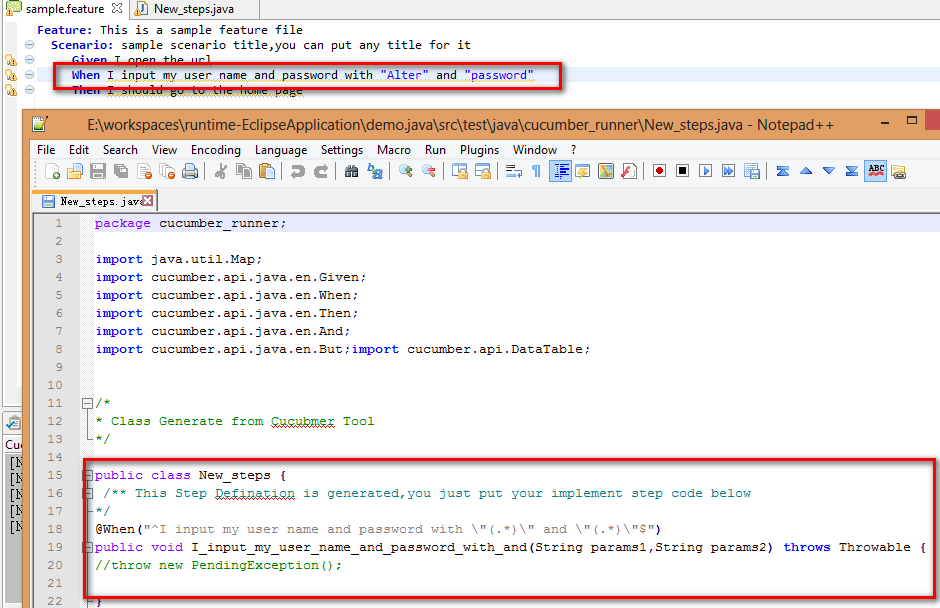 sample.feature New_steps.java
Feature: This is a sample feature file
Scenario: sample scenario title,you can put any title for it
Given I open the url
When I input my user name and password with "Alter" and "password"
Then I should go to the home page
E:\workspaces\runtime-EclipseApplication\demo.java\src\test\java\cucumber_runner\New_steps.java - Notepad++
File Edit Search View Encoding Language Settings Macro Run Plugins Window ?
ABC
New_steps.java
1 package cucumber_runner;
2
3 import java.util.Map;
4 import cucumber.api.java.en.Given;
5 import cucumber.api.java.en.When;
6 import cucumber.api.java.en.Then;
7 import cucumber.api.java.en.And;
8 import cucumber.api.java.en.But;import cucumber.api.DataTable;
9
10
11 /*
12 * Class Generate from Cucubmer Tool
13 */
14
15 public class New_steps {
16 /** This Step Defination is generated,you just put your implement step code below
17 */
18 @When("^I input my user name and password with \"(.*)\" and \"(.*)\"$")
19 public void I_input_my_user_name_and_password_with_and(String params1,String params2) throws Throwable {
20 //throw new PendingException();
21
22 }
Cu
[N
[N
[N
[N
[N